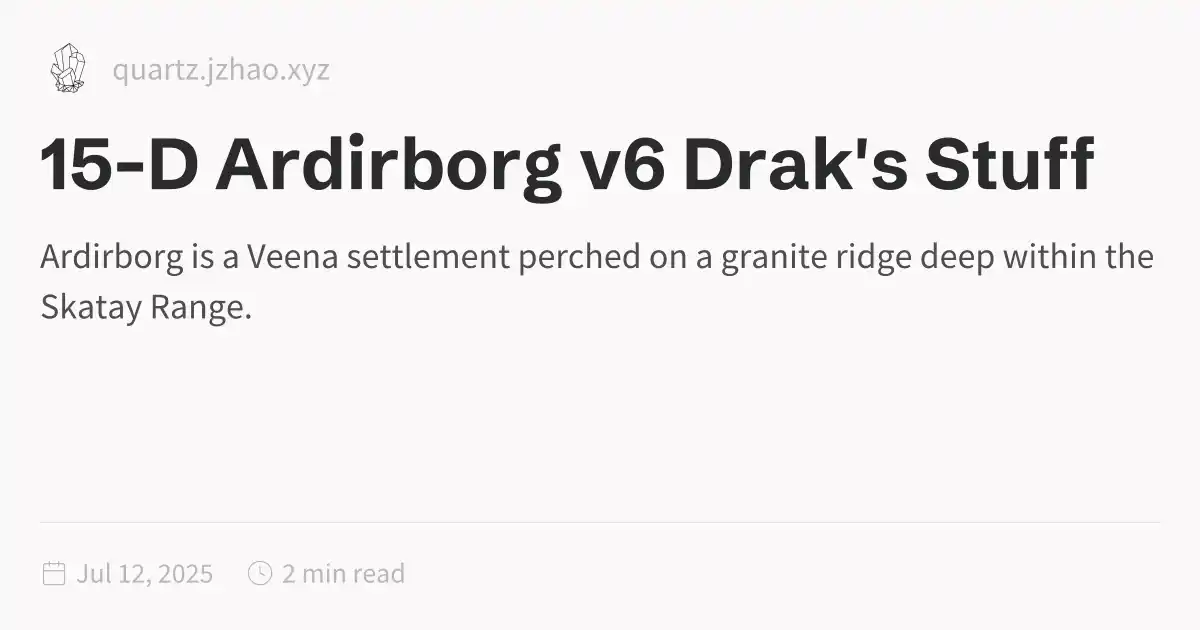 quartz.jzhao.xyz
15-D Ardirborg v6 Drak's Stuff
Ardirborg is a Veena settlement perched on a granite ridge deep within the
Skatay Range.
Jul 12, 2025 2 min read